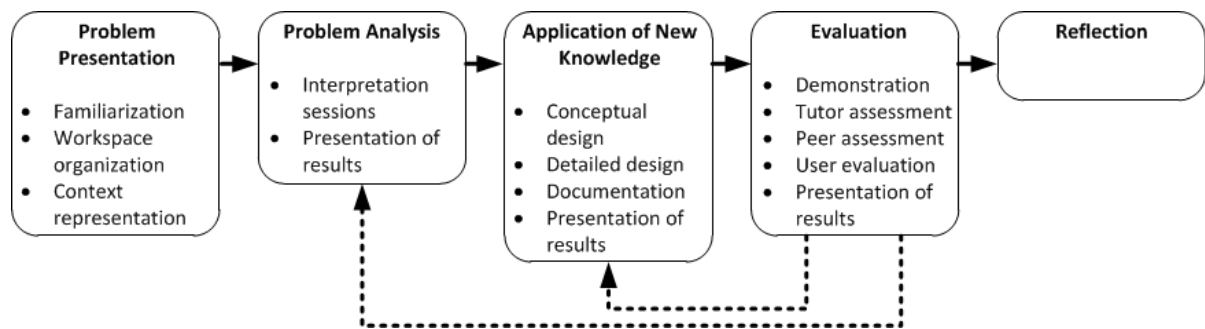 Problem
Presentation
• Familiarization
• Workspace
organization
• Context
representation
Problem Analysis
• Interpretation
sessions
• Presentation of
results
Application of New
Knowledge
• Conceptual
design
• Detailed design
• Documentation
• Presentation of
results
Evaluation
• Demonstration
• Tutor assessment
• Peer assessment
• User evaluation
• Presentation of
results
Reflection